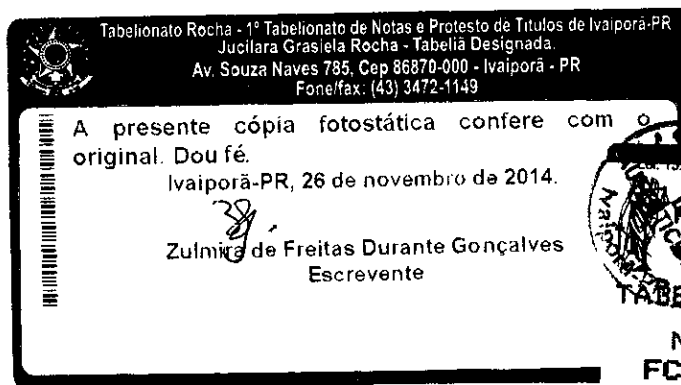 Tabelionato Rocha - 1º Tabelionato de Notas e Protesto de Títulos de Ivaiporã-PR
Jucilara Grasiela Rocha - Tabeliã Designada.
Av. Souza Naves 785, Cep 86870-000 - Ivaiporã - PR
Fone/fax: (43) 3472-1149
A presente cópia fotostática confere com o
original. Dou fé.
Ivaiporã-PR, 26 de novembro de 2014.
Zulmira de Freitas Durante Gonçalves
Escrevente
TABE
FC